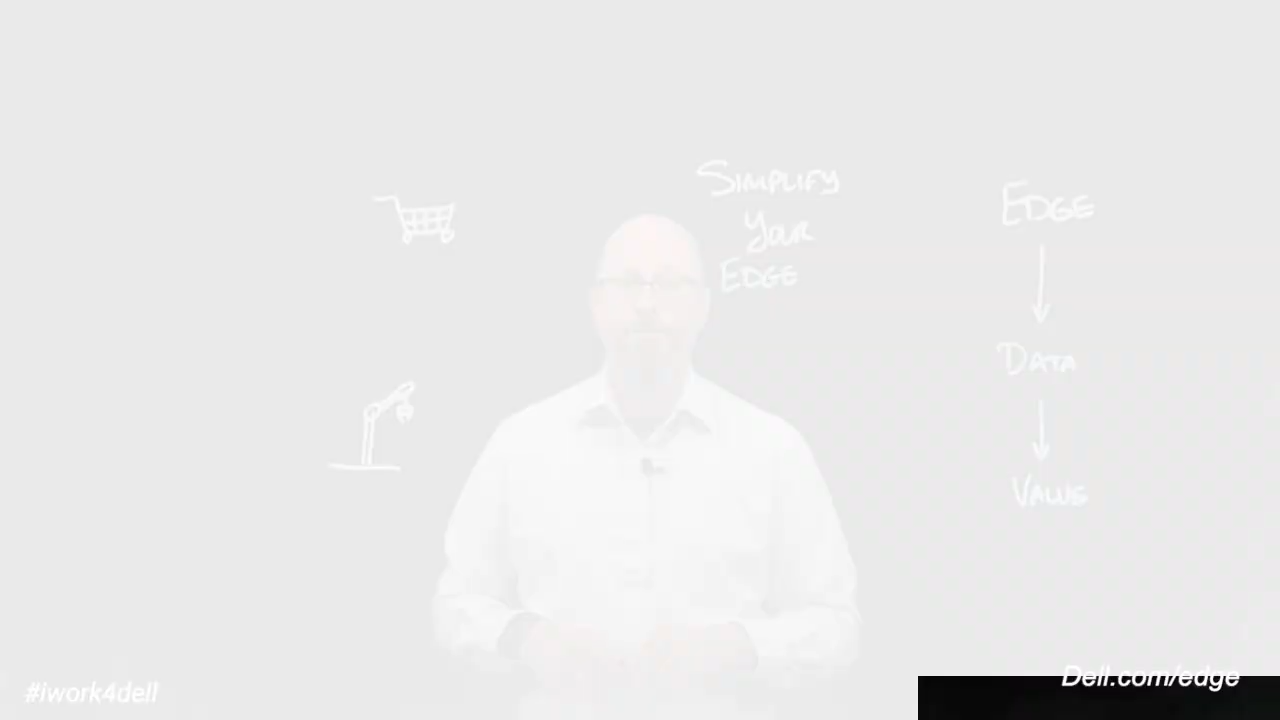 SIMPLIFY
YOUR
EDGE
EDGE
DATA
VALUE
#iwork4dell
Dell.com/edge